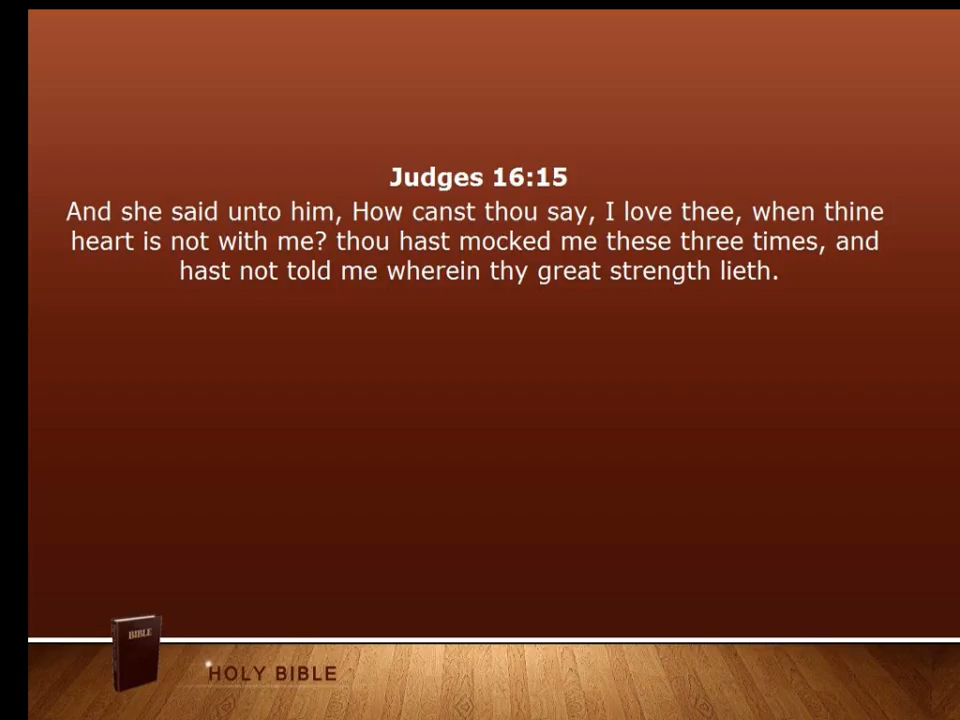 Judges 16:15
And she said unto him, How canst thou say, I love thee, when thine
heart is not with me? thou hast mocked me these three times, and
hast not told me wherein thy great strength lieth.
BIBLE
HOLY BIBLE